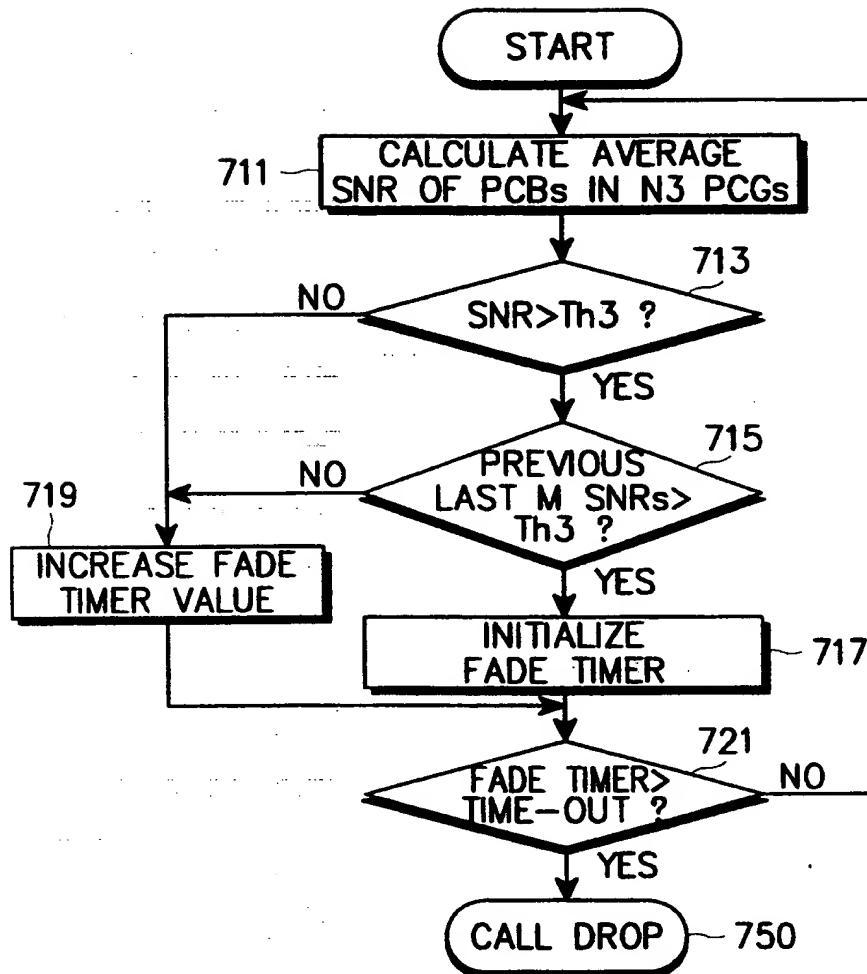 START
711
CALCULATE AVERAGE
SNR OF PCBs IN N3 PCGs
713
NO
SNR>Th3 ?
YES
715
NO
PREVIOUS
LAST M SNRs>
Th3 ?
719
INCREASE FADE
TIMER VALUE
YES
INITIALIZE
FADE TIMER
717
721
FADE TIMER>
TIME-OUT ?
NO
YES
CALL DROP
750